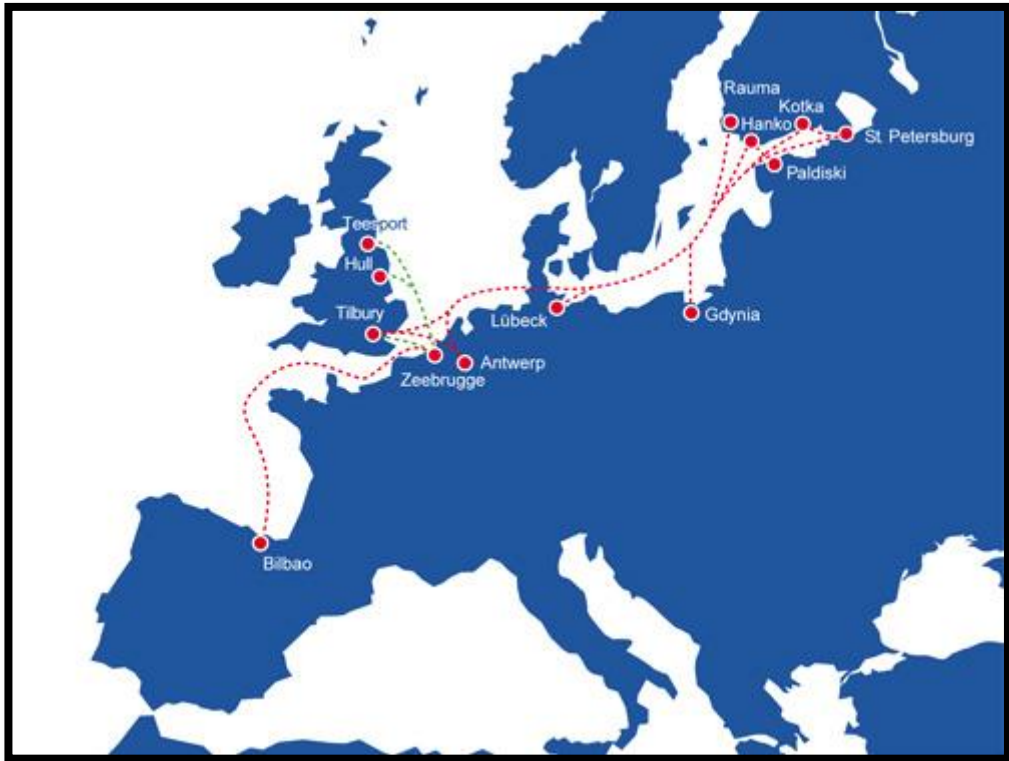 Rauma
Kotka
Hanko
St. Petersburg
Paldiski
Teesport
Hull
Tilbury
Lübeck
Gdynia
Zeebrugge
Antwerp
Bilbao